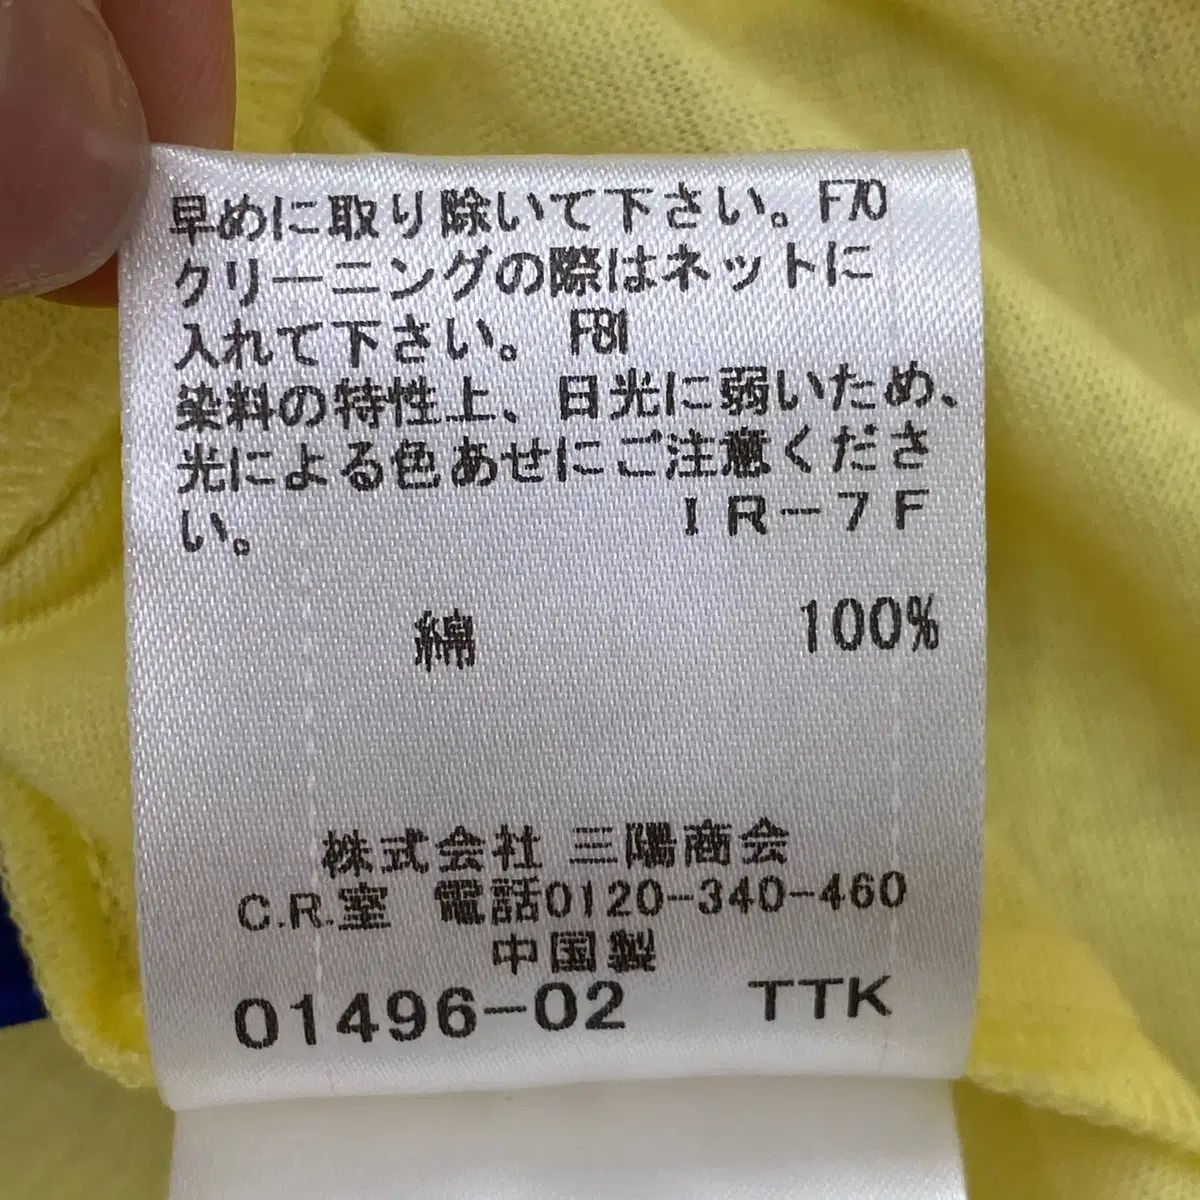 早めに取り除いて下さい。F70
クリーニングの際はネットに
入れて下さい。 F81
染料の特性上、日光に弱いため、
光による色あせにご注意くださ
い。 IR-7F
綿 100%
株式会社 三陽商会
C.R.室 電話0120-340-460
中国製
01496-02 TTK